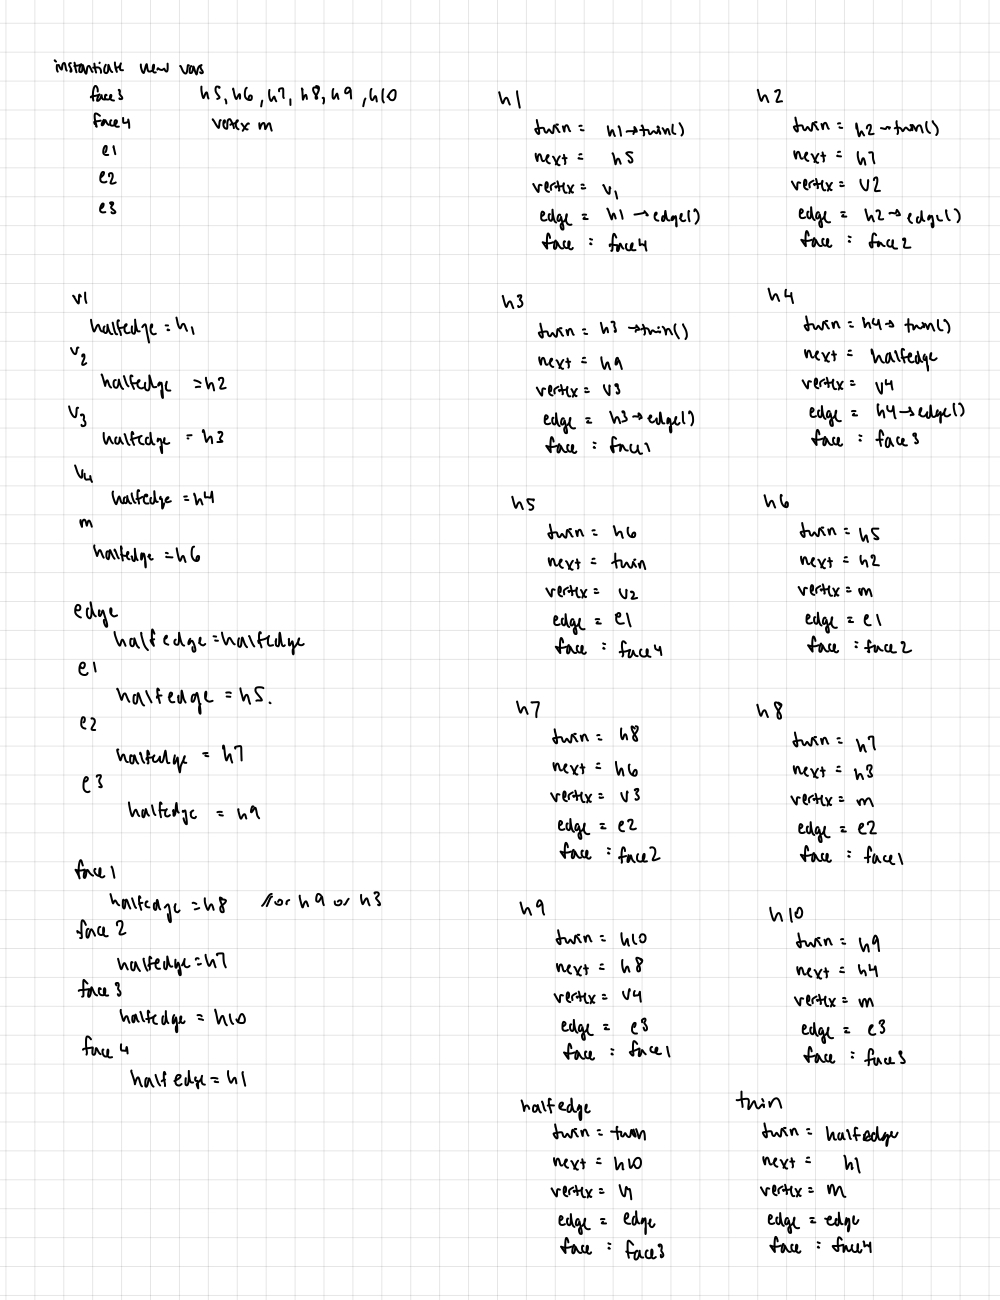 instantiate new vars
face3 h5, h6, h7, h8, h9, h10
face4 vertex m
e1
e2
e3
v1
halfedge = h1
v2
halfedge = h2
v3
halfedge = h3
v4
halfedge = h4
m
halfedge = h6
edge
halfedge = halfedge
e1
halfedge = h5.
e2
halfedge = h7
e3
halfedge = h9
face 1
halfedge = h8 // or h9 or h3
face 2
halfedge = h7
face 3
halfedge = h10
face 4
halfedge = h1
h1
twin = h1→twin()
next = h5
vertex = v1
edge = h1→edge()
face : face4
h2
twin = h2→twin()
next = h7
vertex = v2
edge = h2→edge()
face : face2
h3
twin = h3→twin()
next = h9
vertex = v3
edge = h3→edge()
face : face1
h4
twin = h4→twin()
next = halfedge
vertex = v4
edge = h4→edge()
face : face3
h5
twin = h6
next = twin
vertex = v2
edge = e1
face : face4
h6
twin = h5
next = h2
vertex = m
edge = e1
face : face2
h7
twin = h8
next = h6
vertex = v3
edge = e2
face : face2
h8
twin = h7
next = h3
vertex = m
edge = e2
face : face1
h9
twin = h10
next = h8
vertex = v4
edge = e3
face : face1
h10
twin = h9
next = h4
vertex = m
edge = e3
face : face3
halfedge
twin = twin
next = h10
vertex = v1
edge = edge
face : face3
twin
twin = halfedge
next = h1
vertex = m
edge = edge
face : face4